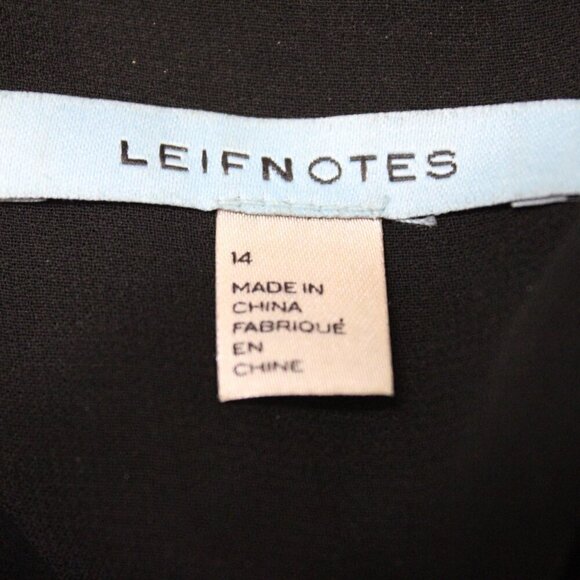 LEIFNOTES
14
MADE IN
CHINA
FABRIQUÉ
EN
CHINE